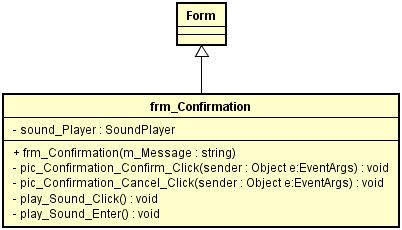 Form
frm_Confirmation
- sound_Player : SoundPlayer
+ frm_Confirmation(m_Message : string)
- pic_Confirmation_Confirm_Click(sender : Object e:EventArgs) : void
- pic_Confirmation_Cancel_Click(sender : Object e:EventArgs) : void
- play_Sound_Click() : void
- play_Sound_Enter() : void